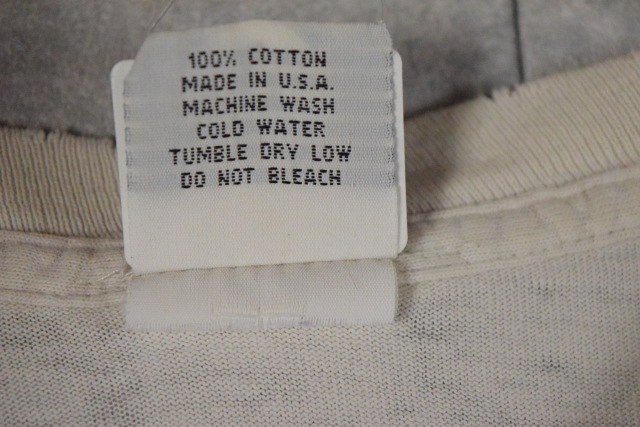 100% COTTON
MADE IN U.S.A.
MACHINE WASH
COLD WATER
TUMBLE DRY LOW
DO NOT BLEACH